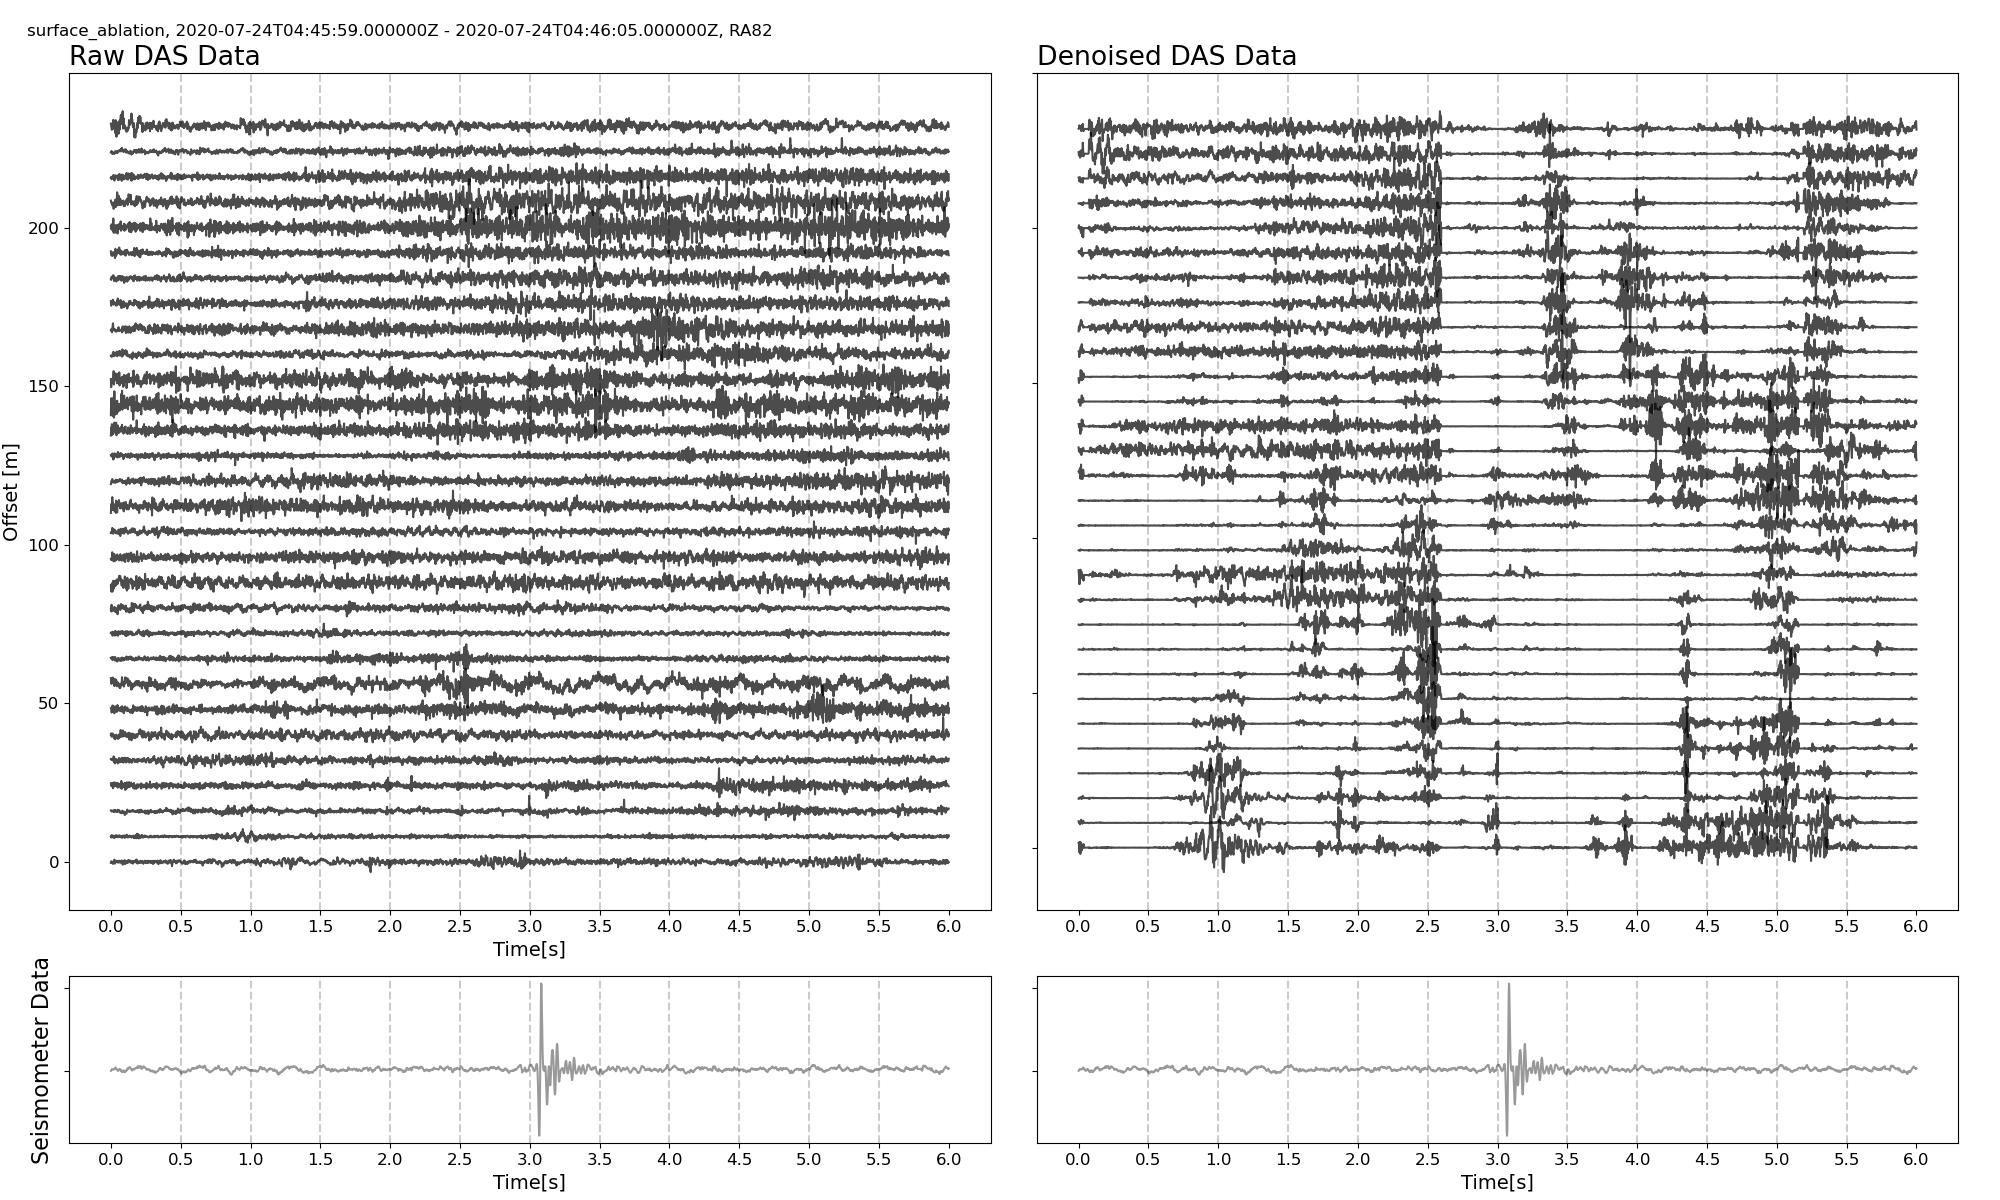 surface_ablation, 2020-07-24T04:45:59.000000Z - 2020-07-24T04:46:05.000000Z, RA82
Raw DAS Data
Denoised DAS Data
Offset [m]
200
150
100
50
0
0.0 0.5 1.0 1.5 2.0 2.5 3.0 3.5 4.0 4.5 5.0 5.5 6.0
Time[s]
0.0 0.5 1.0 1.5 2.0 2.5 3.0 3.5 4.0 4.5 5.0 5.5 6.0
Seismometer Data
0.0 0.5 1.0 1.5 2.0 2.5 3.0 3.5 4.0 4.5 5.0 5.5 6.0
Time[s]
0.0 0.5 1.0 1.5 2.0 2.5 3.0 3.5 4.0 4.5 5.0 5.5 6.0
Time[s]